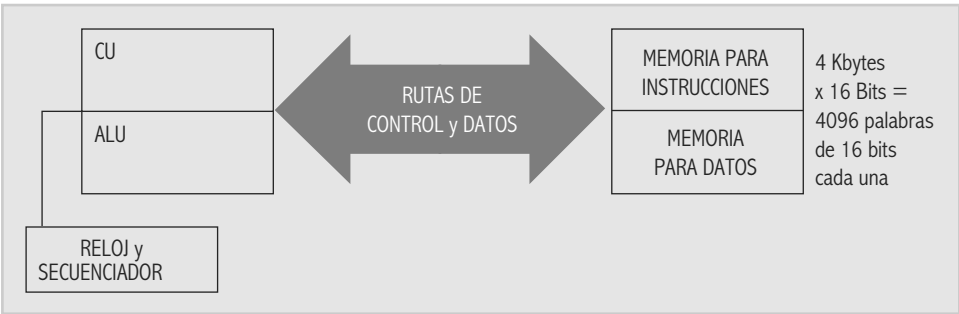 CU
ALU
RELOJ y
SECUENCIADOR
RUTAS DE
CONTROL y DATOS
MEMORIA PARA
INSTRUCCIONES
MEMORIA
PARA DATOS
4 Kbytes
x 16 Bits =
4096 palabras
de 16 bits
cada una